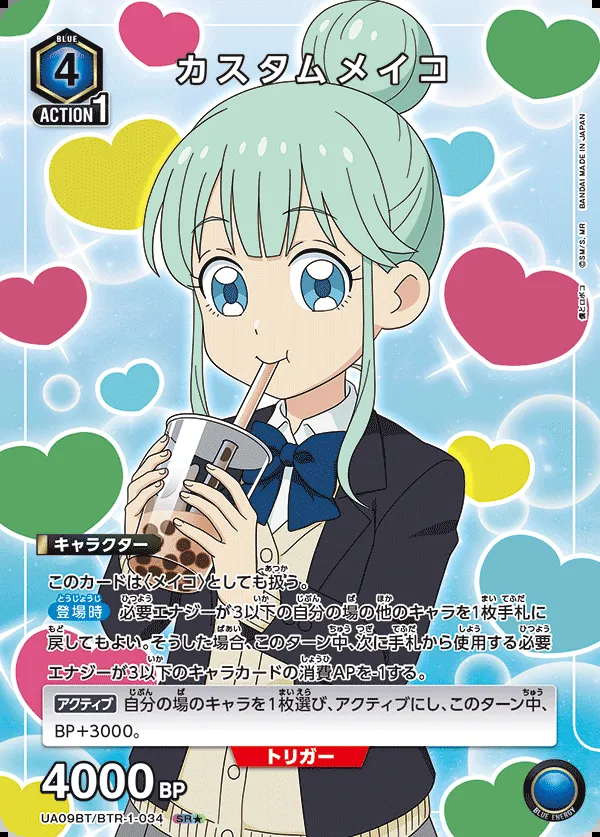 BLUE
4
ACTION 1
カスタムメイコ
BANDAI MADE IN JAPAN
©SM/S, MR
僕とロボコ
キャラクター
このカードは〈メイコ〉としても扱う。
登場時 必要エナジーが3以下の自分の場の他のキャラを1枚手札に
戻してもよい。そうした場合、このターン中、次に手札から使用する必要
エナジーが3以下のキャラカードの消費APを-1する。
アクティブ 自分の場のキャラを1枚選び、アクティブにし、このターン中、
BP+3000。
トリガー
4000 BP
UA09BT/BTR-1-034 SR★
BLUE ENERGY